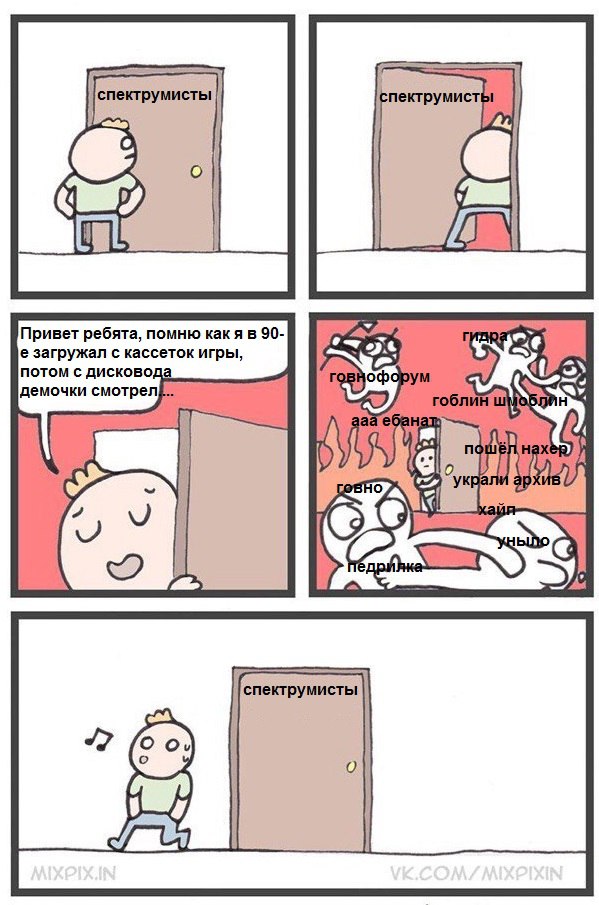 спектрумисты
спектрумисты
Привет ребята, помню как я в 90-
е загружал с кассеток игры,
потом с дисковода
демочки смотрел....
гидра
говнофорум
гоблин шмоблин
ааа ебанат
пошёл нахер
украли архив
говно
хайп
уныло
педрилка
спектрумисты
MIXPIX.IN
VK.COM/MIXPIXIN